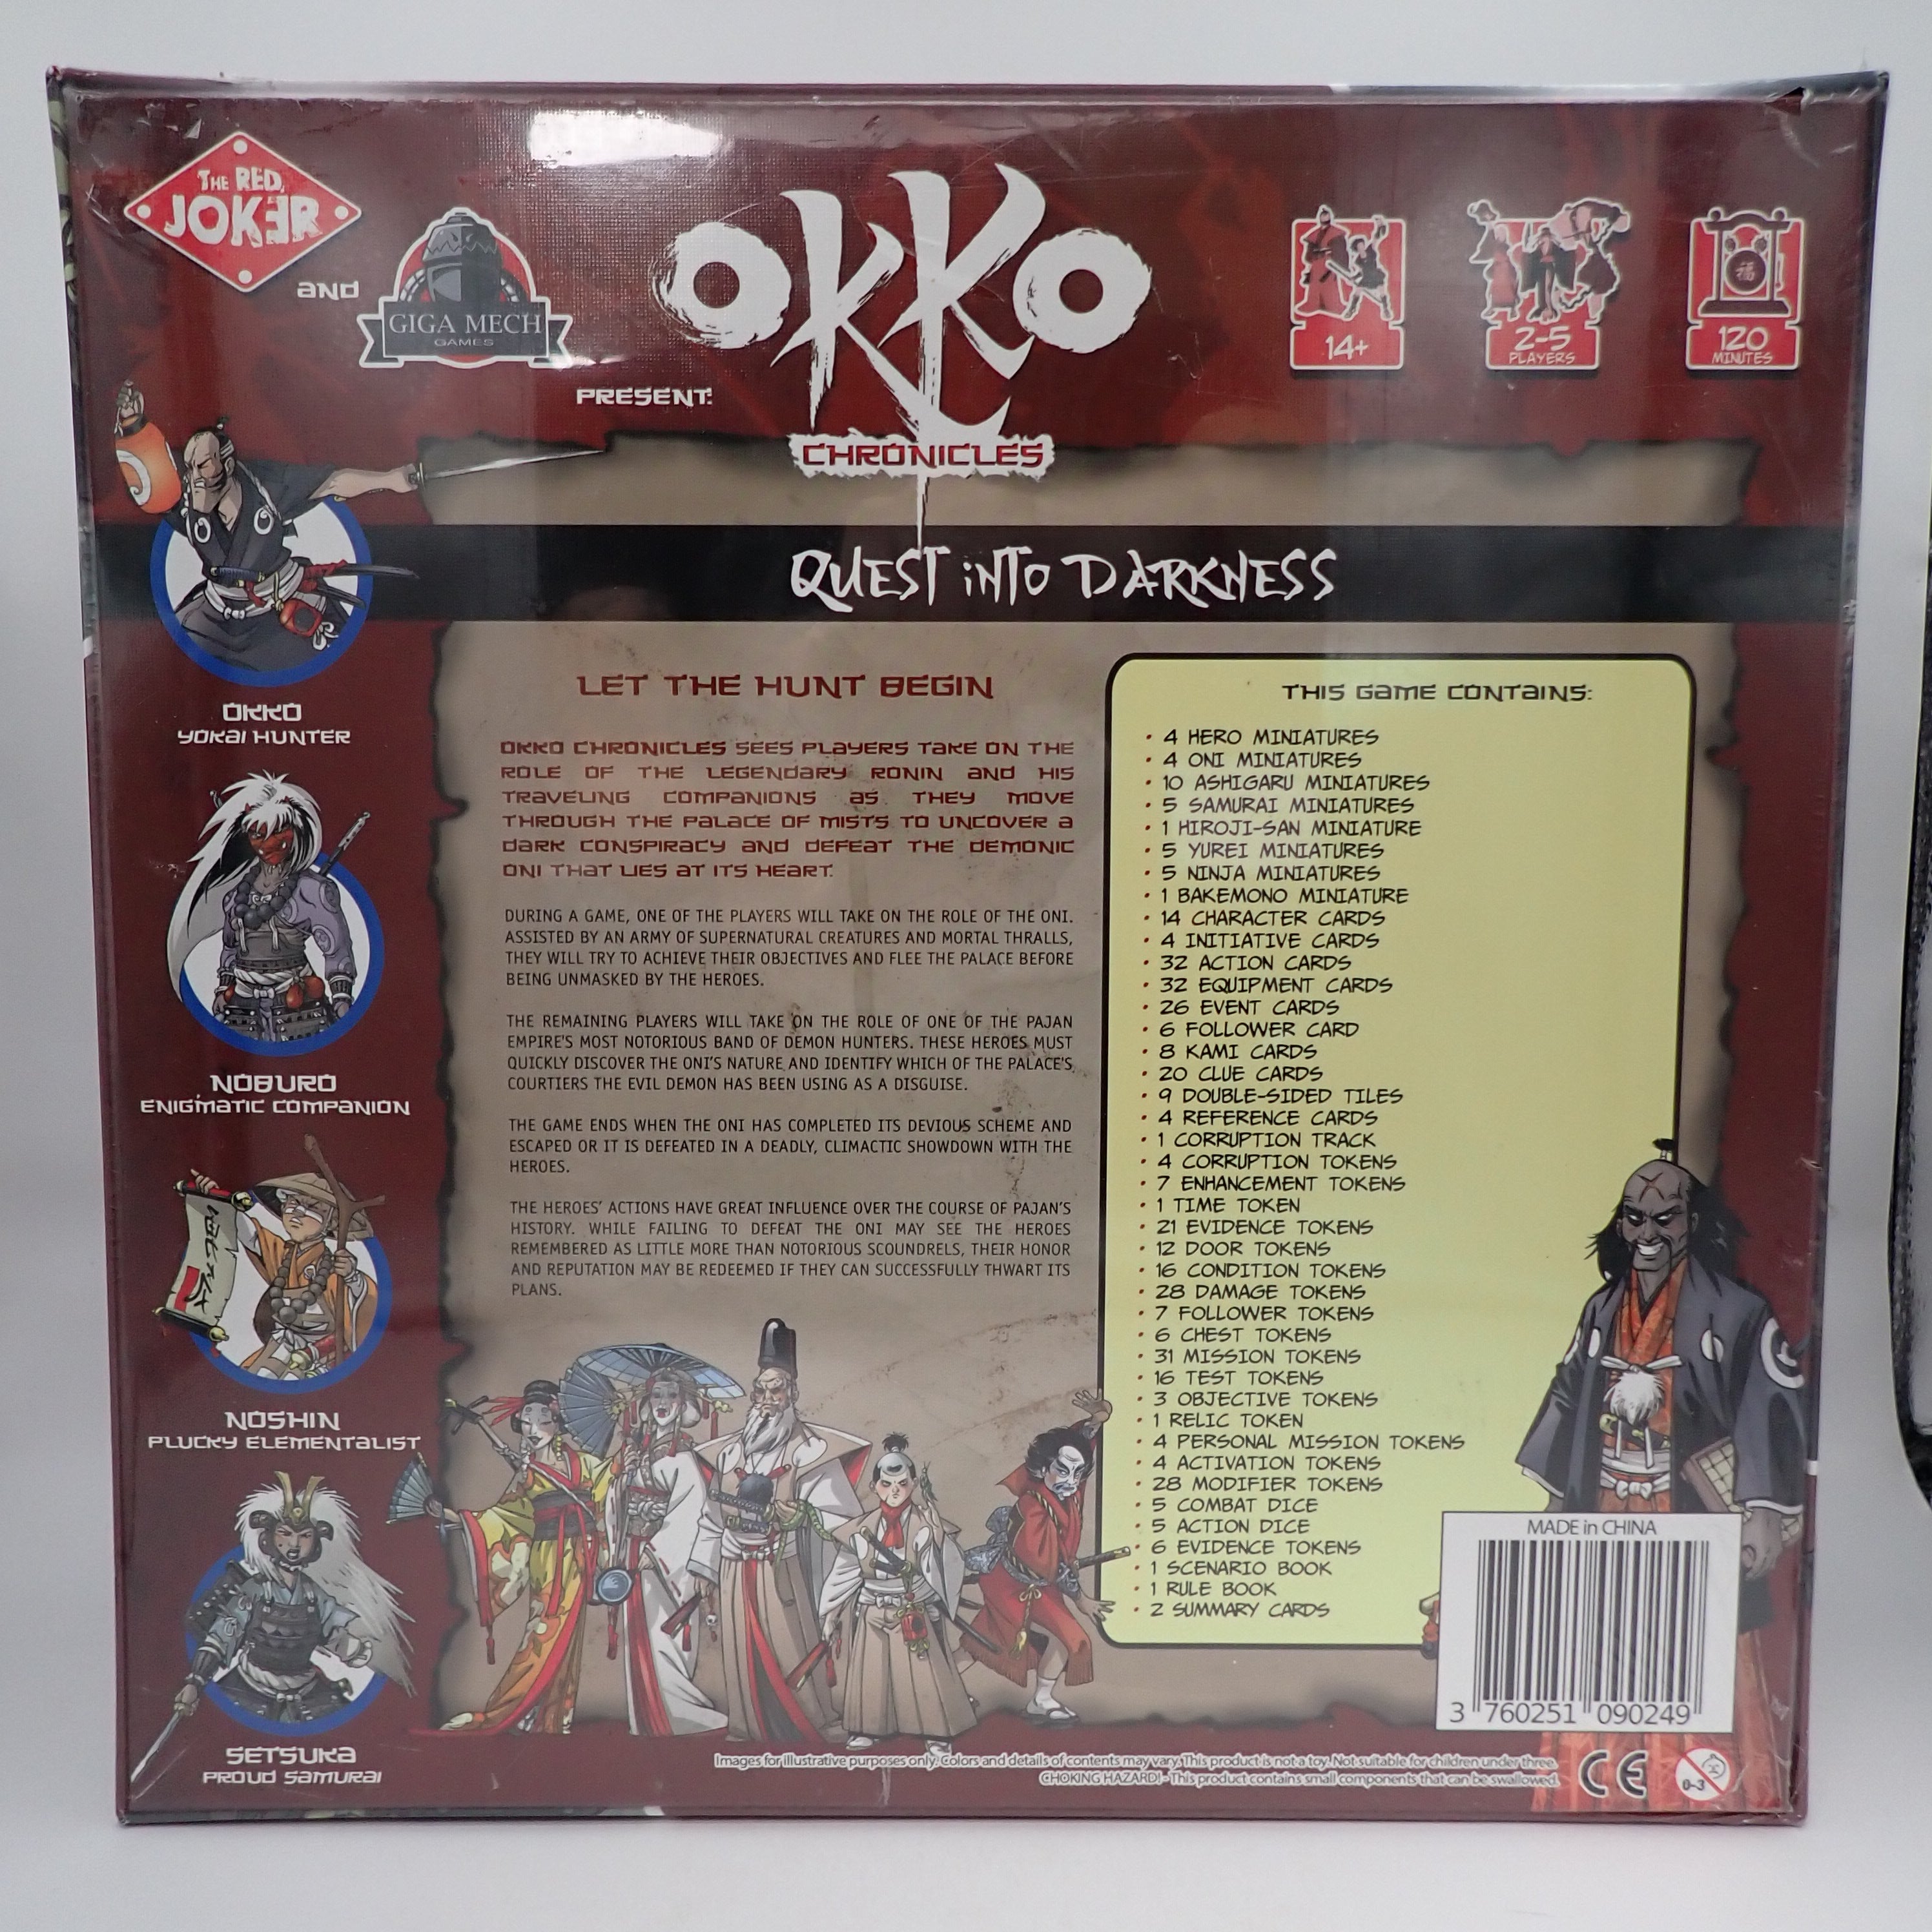 THE RED
JOKER
AND
GIGA MECH
GAMES
PRESENT:
OKKO
CHRONICLES
14+
2-5
PLAYERS
120
MINUTES
QUEST INTO DARKNESS
OKKO
YOKAI HUNTER
NOBURO
ENIGMATIC COMPANION
NOSHIN
PLUCKY ELEMENTALIST
SETSUKA
PROUD SAMURAI
LET THE HUNT BEGIN
OKKO CHRONICLES SEES PLAYERS TAKE ON THE
ROLE OF THE LEGENDARY RONIN AND HIS
TRAVELING COMPANIONS AS THEY MOVE
THROUGH THE PALACE OF MISTS TO UNCOVER A
DARK CONSPIRACY AND DEFEAT THE DEMONIC
ONI THAT LIES AT ITS HEART.
DURING A GAME, ONE OF THE PLAYERS WILL TAKE ON THE ROLE OF THE ONI.
ASSISTED BY AN ARMY OF SUPERNATURAL CREATURES AND MORTAL THRALLS,
THEY WILL TRY TO ACHIEVE THEIR OBJECTIVES AND FLEE THE PALACE BEFORE
BEING UNMASKED BY THE HEROES.
THE REMAINING PLAYERS WILL TAKE ON THE ROLE OF ONE OF THE PAJAN
EMPIRE'S MOST NOTORIOUS BAND OF DEMON HUNTERS. THESE HEROES MUST
QUICKLY DISCOVER THE ONI'S NATURE AND IDENTIFY WHICH OF THE PALACE'S
COURTIERS THE EVIL DEMON HAS BEEN USING AS A DISGUISE.
THE GAME ENDS WHEN THE ONI HAS COMPLETED ITS DEVIOUS SCHEME AND
ESCAPED OR IT IS DEFEATED IN A DEADLY, CLIMACTIC SHOWDOWN WITH THE
HEROES.
THE HEROES' ACTIONS HAVE GREAT INFLUENCE OVER THE COURSE OF PAJAN'S
HISTORY. WHILE FAILING TO DEFEAT THE ONI MAY SEE THE HEROES
REMEMBERED AS LITTLE MORE THAN NOTORIOUS SCOUNDRELS, THEIR HONOR
AND REPUTATION MAY BE REDEEMED IF THEY CAN SUCCESSFULLY THWART ITS
PLANS.
THIS GAME CONTAINS:
• 4 HERO MINIATURES
• 4 ONI MINIATURES
• 10 ASHIGARU MINIATURES
• 5 SAMURAI MINIATURES
• 1 HIROJI-SAN MINIATURE
• 5 YUREI MINIATURES
• 5 NINJA MINIATURES
• 1 BAKEMONO MINIATURE
• 14 CHARACTER CARDS
• 4 INITIATIVE CARDS
• 32 ACTION CARDS
• 32 EQUIPMENT CARDS
• 26 EVENT CARDS
• 6 FOLLOWER CARD
• 8 KAMI CARDS
• 20 CLUE CARDS
• 9 DOUBLE-SIDED TILES
• 4 REFERENCE CARDS
• 1 CORRUPTION TRACK
• 4 CORRUPTION TOKENS
• 7 ENHANCEMENT TOKENS
• 1 TIME TOKEN
• 21 EVIDENCE TOKENS
• 12 DOOR TOKENS
• 16 CONDITION TOKENS
• 28 DAMAGE TOKENS
• 7 FOLLOWER TOKENS
• 6 CHEST TOKENS
• 31 MISSION TOKENS
• 16 TEST TOKENS
• 3 OBJECTIVE TOKENS
• 1 RELIC TOKEN
• 4 PERSONAL MISSION TOKENS
• 4 ACTIVATION TOKENS
• 28 MODIFIER TOKENS
• 5 COMBAT DICE
• 5 ACTION DICE
• 6 EVIDENCE TOKENS
• 1 SCENARIO BOOK
• 1 RULE BOOK
• 2 SUMMARY CARDS
MADE in CHINA
3 760251 090249
Images for illustrative purposes only. Colors and details of contents may vary. This product is not a toy. Not suitable for children under three.
CHOKING HAZARD! - This product contains small components that can be swallowed.
CE
0-3